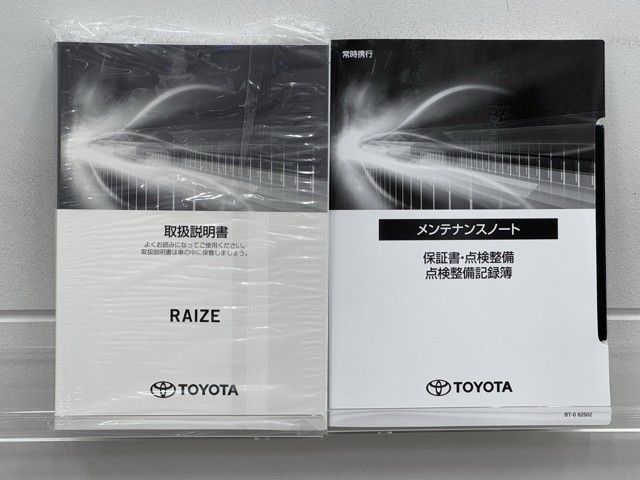 取扱説明書
よくお読みになってご使用ください。
取扱説明書は車の中に保管しましょう。
RAIZE
TOYOTA
常時携行
メンテナンスノート
保証書・点検整備
点検整備記録簿
TOYOTA
BT-0 62502